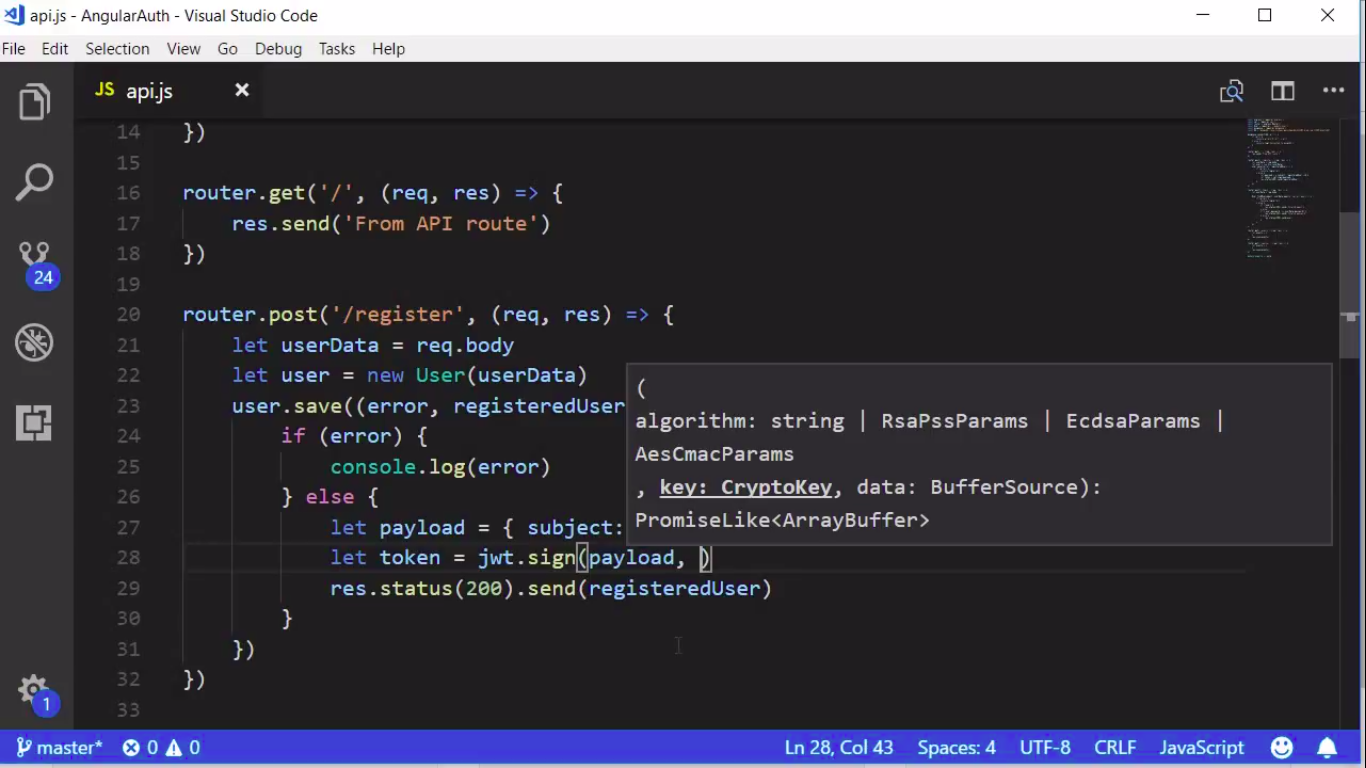 api.js - AngularAuth - Visual Studio Code
File Edit Selection View Go Debug Tasks Help
JS api.js
14 })
15
16 router.get('/', (req, res) => {
17 res.send('From API route')
18 })
19
20 router.post('/register', (req, res) => {
21 let userData = req.body
22 let user = new User(userData)
23 user.save((error, registeredUser
24 if (error) {
25 console.log(error)
26 } else {
27 let payload = { subject:
28 let token = jwt.sign(payload, )
29 res.status(200).send(registeredUser)
30 }
31 })
32 })
33
(
algorithm: string | RsaPssParams | EcdsaParams |
AesCmacParams
, key: CryptoKey, data: BufferSource):
PromiseLike<ArrayBuffer>
24
1
master* 0 0 Ln 28, Col 43 Spaces: 4 UTF-8 CRLF JavaScript